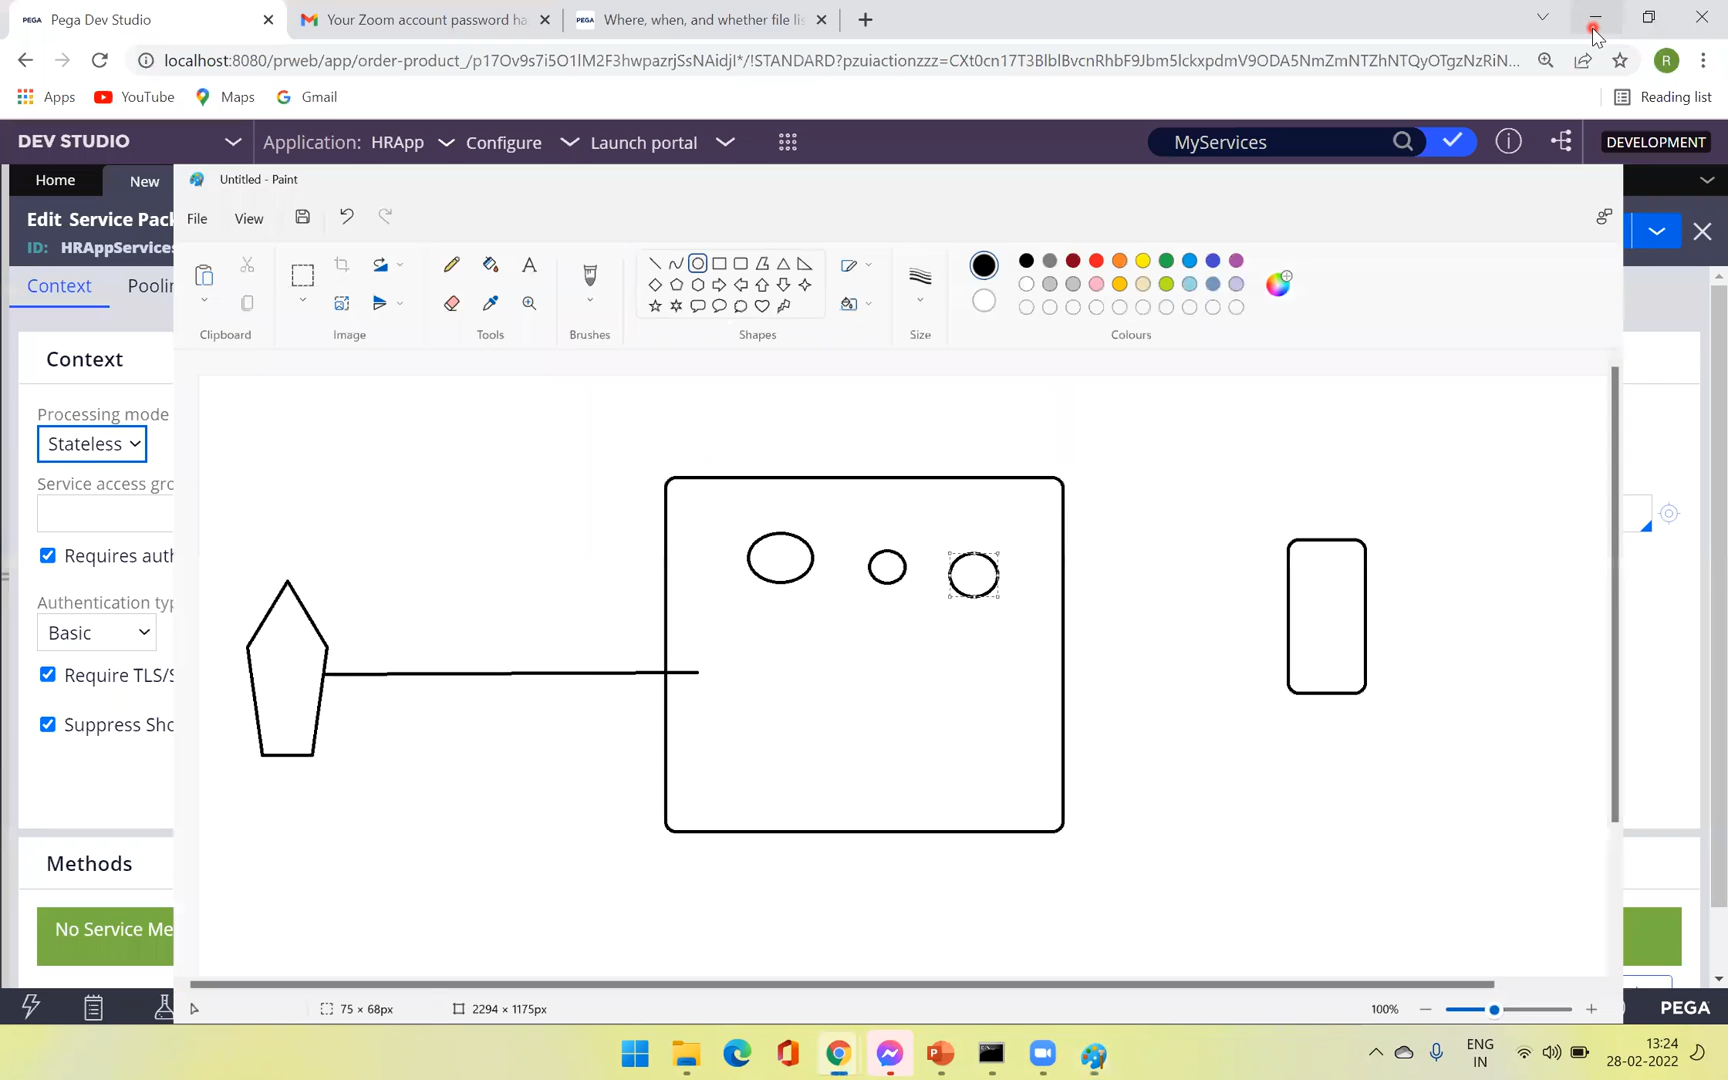 Pega Dev Studio
Your Zoom account password ha
Where, when, and whether file lis
localhost:8080/prweb/app/order-product_/p17Ov9s7i5O1lM2F3hwpazrjSsNAidjI*/!STANDARD?pzuiactionzzz=CXt0cn17T3BlblBvcnRhbF9Jbm5lckxpdmV9ODA5NmZmNTZhNTQyOTgzNzRiN...
R
Apps
YouTube
Maps
Gmail
Reading list
DEV STUDIO
Application: HRApp
Configure
Launch portal
MyServices
DEVELOPMENT
Home
New
Untitled - Paint
Edit Service Pack
ID: HRAppServices
File
View
Context
Poolin
Clipboard
Image
Tools
Brushes
Shapes
Size
Colours
Context
Processing mode
Stateless
Service access gro
Requires auth
Authentication typ
Basic
Require TLS/S
Suppress Sho
Methods
No Service Me
75 × 68px
2294 × 1175px
100%
PEGA
ENG
IN
13:24
28-02-2022